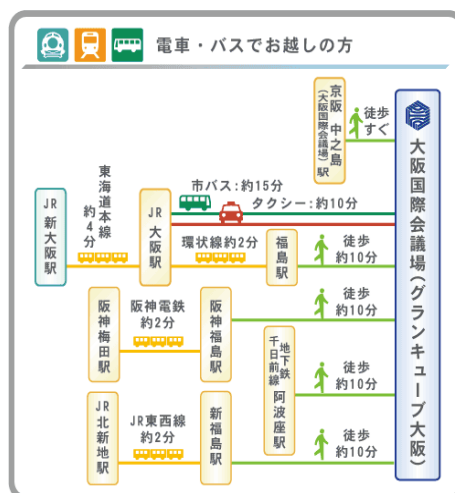 電車・バスでお越しの方
京阪 中之島
(大阪国際会議場)駅
徒歩
すぐ
大阪国際会議場(グランキューブ大阪)
市バス:約15分
タクシー:約10分
JR
新大阪駅
東海道本線
約4分
JR
大阪駅
環状線約2分
福島駅
徒歩
約10分
阪神梅田駅
阪神電鉄
約2分
阪神福島駅
徒歩
約10分
地下鉄
千日前線 阿波座駅
徒歩
約10分
JR
北新地駅
JR東西線
約2分
新福島駅
徒歩
約10分